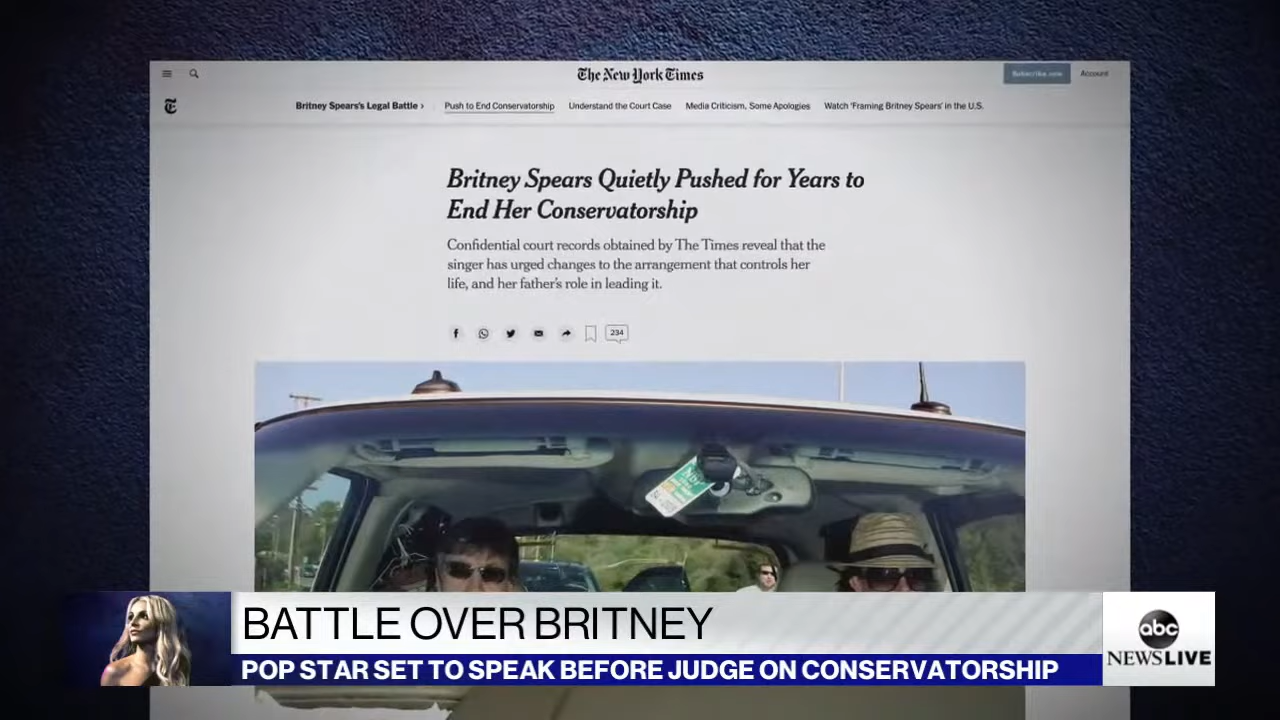 The New York Times
Subscribe now
Account
Britney Spears's Legal Battle ›
Push to End Conservatorship
Understand the Court Case
Media Criticism, Some Apologies
Watch 'Framing Britney Spears' in the U.S.
Britney Spears Quietly Pushed for Years to
End Her Conservatorship
Confidential court records obtained by The Times reveal that the
singer has urged changes to the arrangement that controls her
life, and her father's role in leading it.
234
BATTLE OVER BRITNEY
POP STAR SET TO SPEAK BEFORE JUDGE ON CONSERVATORSHIP
abc
NEWSLIVE